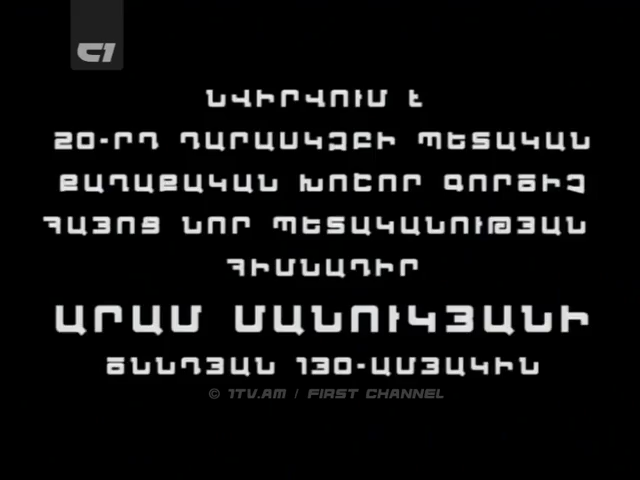 C1
ՆՎԻՐՎՈՒՄ Է
20-ՐԴ ԴԱՐԱՍԿԶԲԻ ՊԵՏԱԿԱՆ
ՔԱՂԱՔԱԿԱՆ ԽՈՇՈՐ ԳՈՐԾԻՉ
ՀԱՅՈՑ ՆՈՐ ՊԵՏԱԿԱՆՈՒԹՅԱՆ
ՀԻՄՆԱԴԻՐ
ԱՐԱՄ ՄԱՆՈՒԿՅԱՆԻ
ԾՆՆԴՅԱՆ 130-ԱՄՅԱԿԻՆ
© 1TV.AM / FIRST CHANNEL